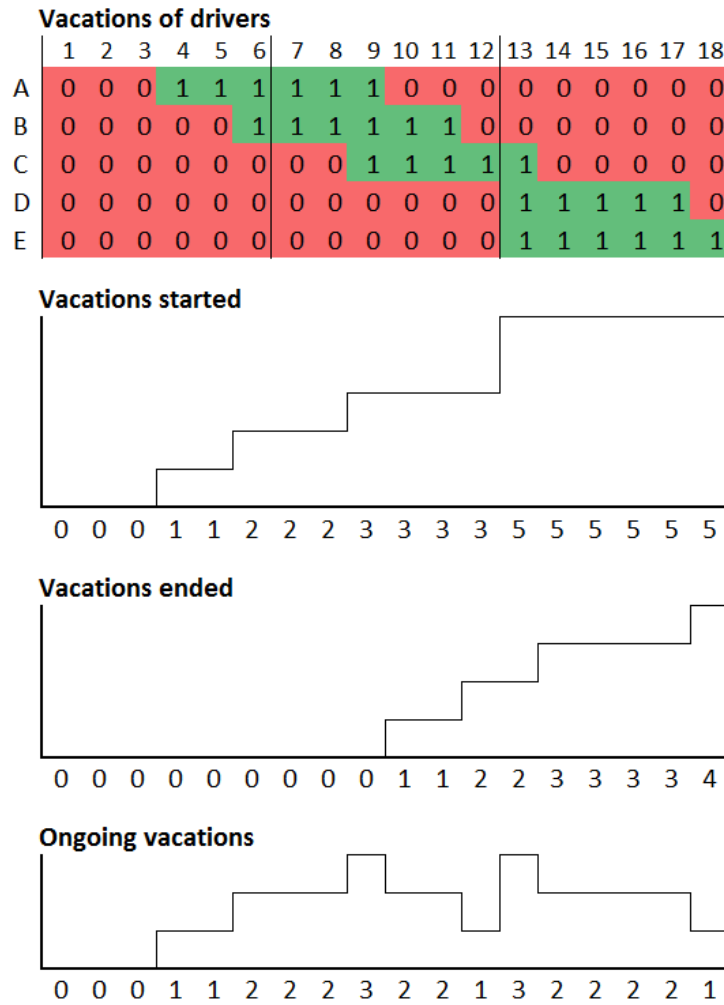 Vacations of drivers
1 2 3 4 5 6 7 8 9 10 11 12 13 14 15 16 17 18
A 0 0 0 1 1 1 1 1 1 0 0 0 0 0 0 0 0 0
B 0 0 0 0 0 1 1 1 1 1 1 0 0 0 0 0 0 0
C 0 0 0 0 0 0 0 0 1 1 1 1 1 0 0 0 0 0
D 0 0 0 0 0 0 0 0 0 0 0 0 1 1 1 1 1 0
E 0 0 0 0 0 0 0 0 0 0 0 0 1 1 1 1 1 1
Vacations started
0 0 0 1 1 2 2 2 3 3 3 3 5 5 5 5 5 5
Vacations ended
0 0 0 0 0 0 0 0 0 1 1 2 2 3 3 3 3 4
Ongoing vacations
0 0 0 1 1 2 2 2 3 2 2 1 3 2 2 2 2 1